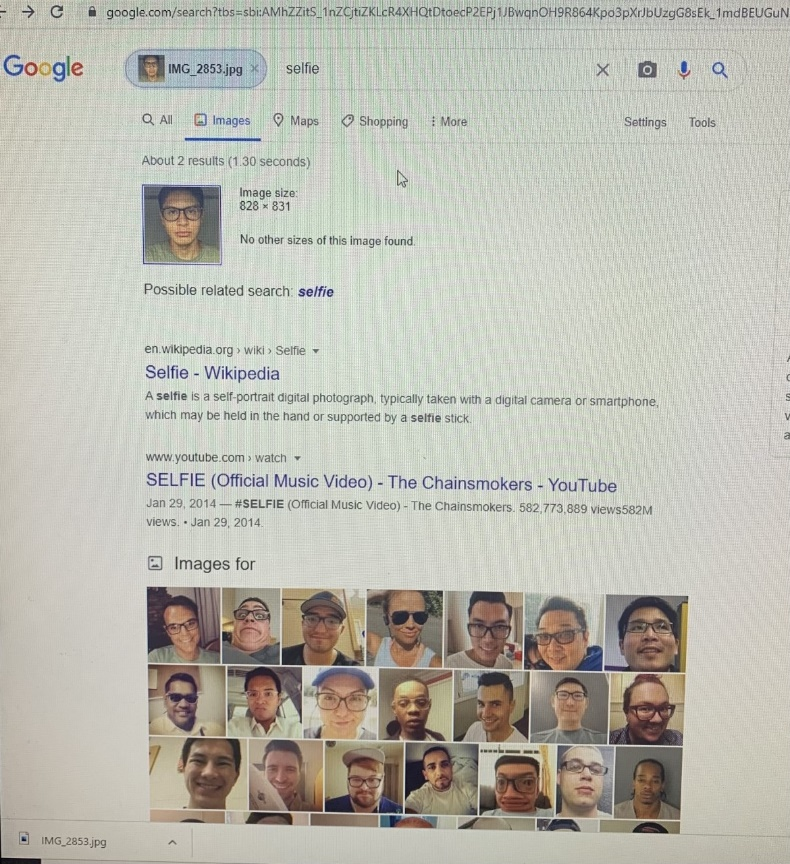 google.com/search?tbs=sbi:AMhZZitS_1nZCjtiZKLcR4XHQtDtoecP2EPj1JBwqnOH9R864Kpo3pXrJbUzgG8sEk_1mdBEUGuN
Google IMG_2853.jpg × selfie
All Images Maps Shopping More Settings Tools
About 2 results (1.30 seconds)
Image size:
828 × 831
No other sizes of this image found.
Possible related search: selfie
en.wikipedia.org › wiki › Selfie
Selfie - Wikipedia
A selfie is a self-portrait digital photograph, typically taken with a digital camera or smartphone,
which may be held in the hand or supported by a selfie stick.
www.youtube.com › watch
SELFIE (Official Music Video) - The Chainsmokers - YouTube
Jan 29, 2014 — #SELFIE (Official Music Video) - The Chainsmokers. 582,773,889 views582M
views. • Jan 29, 2014.
Images for
IMG_2853.jpg